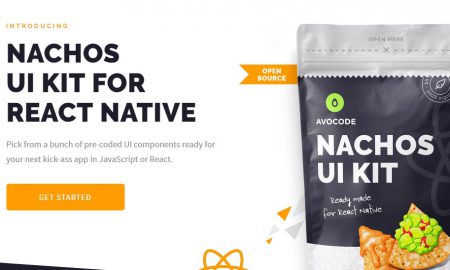 INTRODUCING
NACHOS
UI KIT FOR
REACT NATIVE
Pick from a bunch of pre-coded UI components ready for
your next kick-ass app in JavaScript or React.
GET STARTED
OPEN
SOURCE
OPEN HERE
AVOCODE
NACHOS
UI KIT
Ready made
for React Native